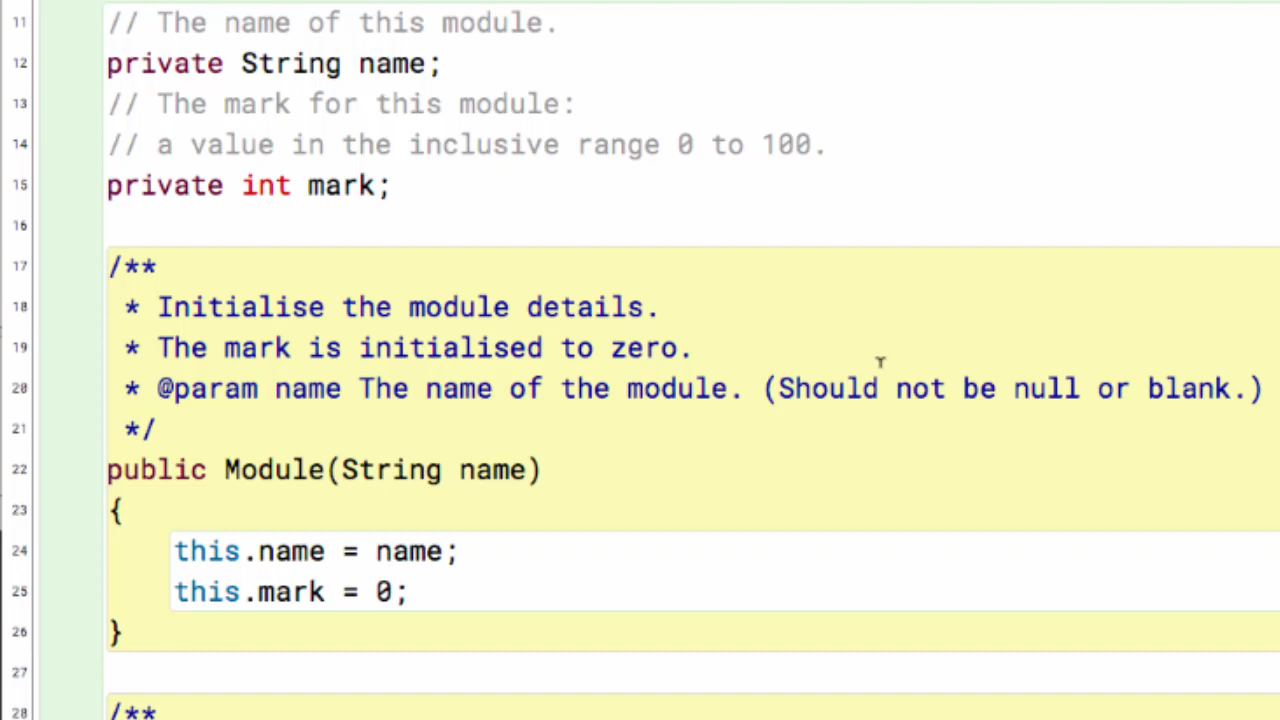 11 // The name of this module.
12 private String name;
13 // The mark for this module:
14 // a value in the inclusive range 0 to 100.
15 private int mark;
16
17 /**
18 * Initialise the module details.
19 * The mark is initialised to zero.
20 * @param name The name of the module. (Should not be null or blank.)
21 */
22 public Module(String name)
23 {
24 this.name = name;
25 this.mark = 0;
26 }
27
28 /**